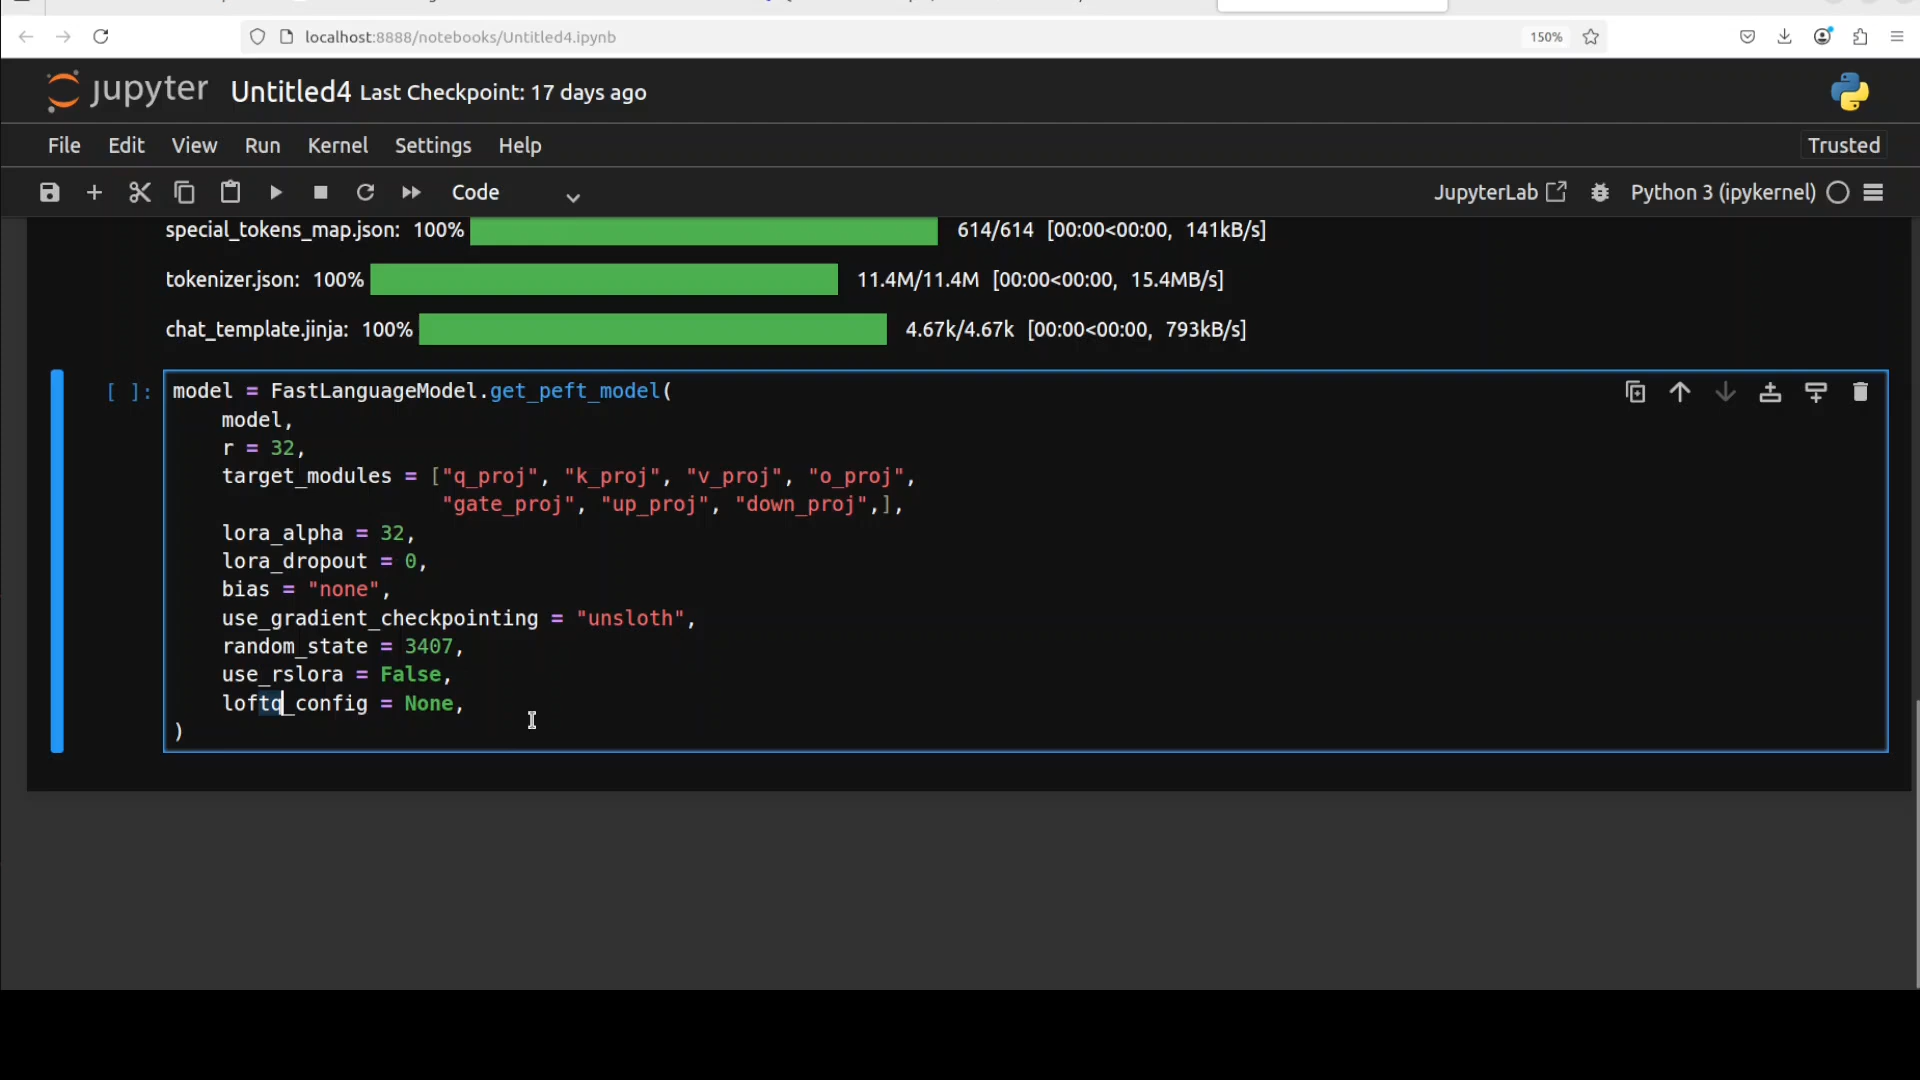 localhost:8888/notebooks/Untitled4.ipynb
150%
jupyter Untitled4 Last Checkpoint: 17 days ago
File Edit View Run Kernel Settings Help
Trusted
Code
JupyterLab
Python 3 (ipykernel)
special_tokens_map.json: 100% 614/614 [00:00<00:00, 141kB/s]
tokenizer.json: 100% 11.4M/11.4M [00:00<00:00, 15.4MB/s]
chat_template.jinja: 100% 4.67k/4.67k [00:00<00:00, 793kB/s]
[ ]: model = FastLanguageModel.get_peft_model(
model,
r = 32,
target_modules = ["q_proj", "k_proj", "v_proj", "o_proj",
"gate_proj", "up_proj", "down_proj",],
lora_alpha = 32,
lora_dropout = 0,
bias = "none",
use_gradient_checkpointing = "unsloth",
random_state = 3407,
use_rslora = False,
loftq_config = None,
)